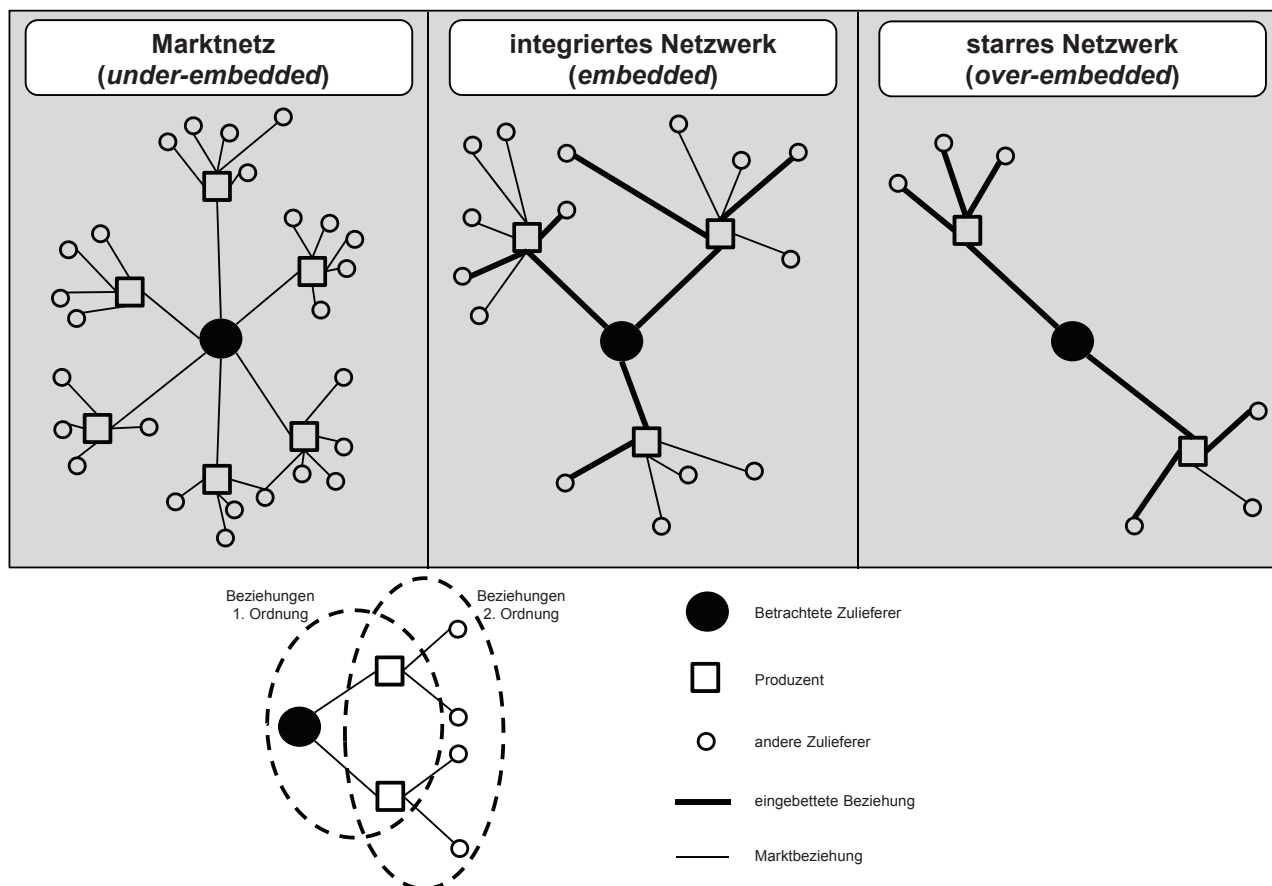 Marktnetz
(under-embedded)
integriertes Netzwerk
(embedded)
starres Netzwerk
(over-embedded)
Beziehungen
1. Ordnung
Beziehungen
2. Ordnung
Betrachtete Zulieferer
Produzent
andere Zulieferer
eingebettete Beziehung
Marktbeziehung